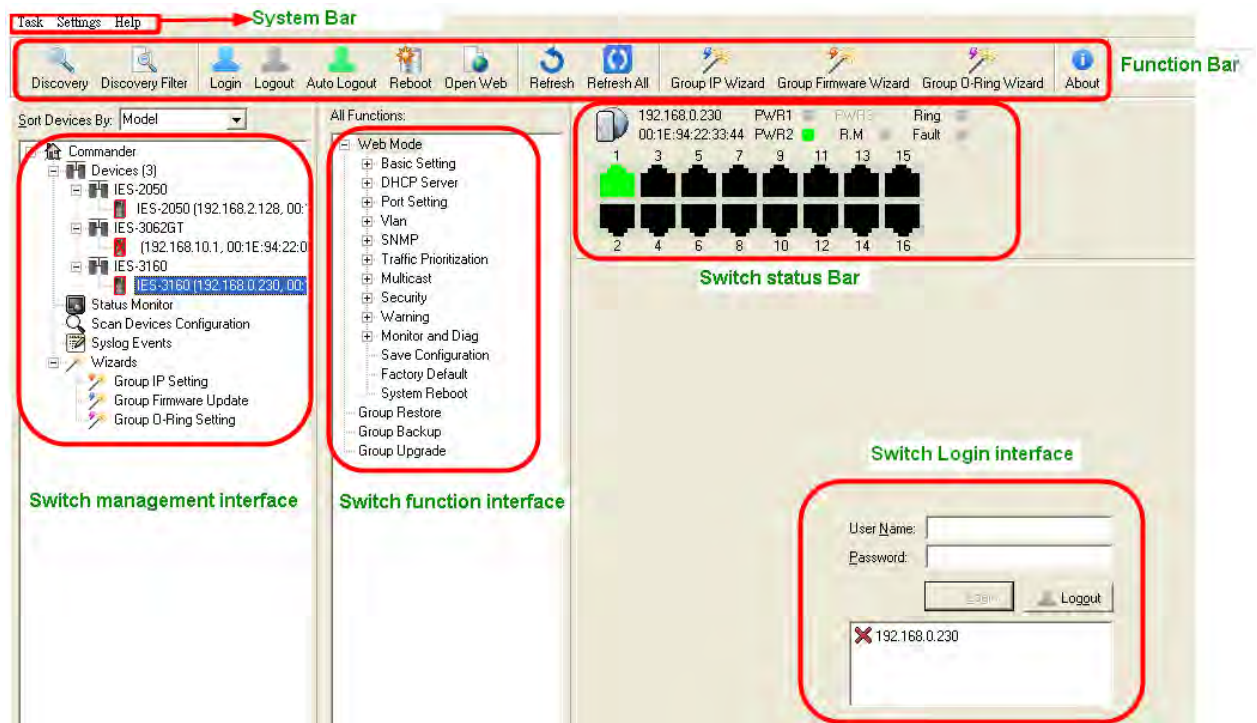 Task Settings Help
System Bar
Discovery Discovery Filter Login Logout Auto Logout Reboot Open Web Refresh Refresh All Group IP Wizard Group Firmware Wizard Group O-Ring Wizard About
Function Bar
Sort Devices By: Model
Commander
Devices (3)
IES-2050
IES-2050 (192.168.2.128, 00:
IES-3062GT
(192.168.10.1, 00:1E:94:22:0
IES-3160
IES-3160 (192.168.0.230, 00:
Status Monitor
Scan Devices Configuration
Syslog Events
Wizards
Group IP Setting
Group Firmware Update
Group O-Ring Setting
Switch management interface
All Functions:
Web Mode
Basic Setting
DHCP Server
Port Setting
Vlan
SNMP
Traffic Prioritization
Multicast
Security
Warning
Monitor and Diag
Save Configuration
Factory Default
System Reboot
Group Restore
Group Backup
Group Upgrade
Switch function interface
192.168.0.230 PWR1 PWR3 Ring
00:1E:94:22:33:44 PWR2 R.M Fault
1 3 5 7 9 11 13 15
2 4 6 8 10 12 14 16
Switch status Bar
Switch Login interface
User Name:
Password:
Login Logout
192.168.0.230